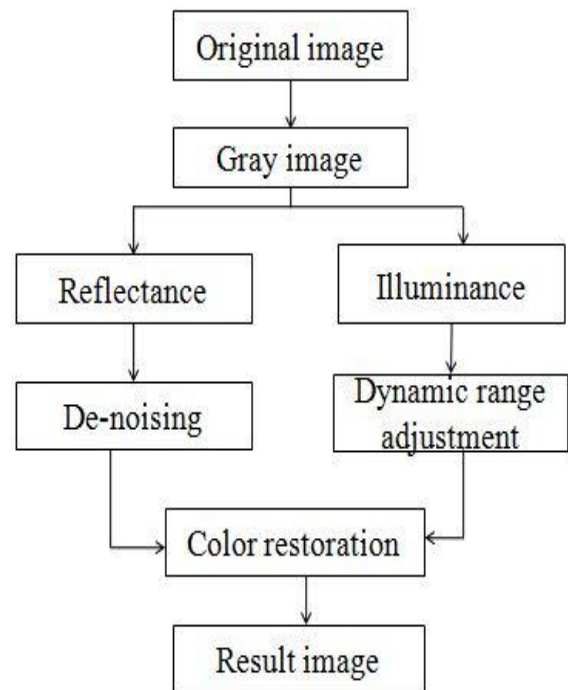 Original image
Gray image
Reflectance
Illuminance
De-noising
Dynamic range
adjustment
Color restoration
Result image